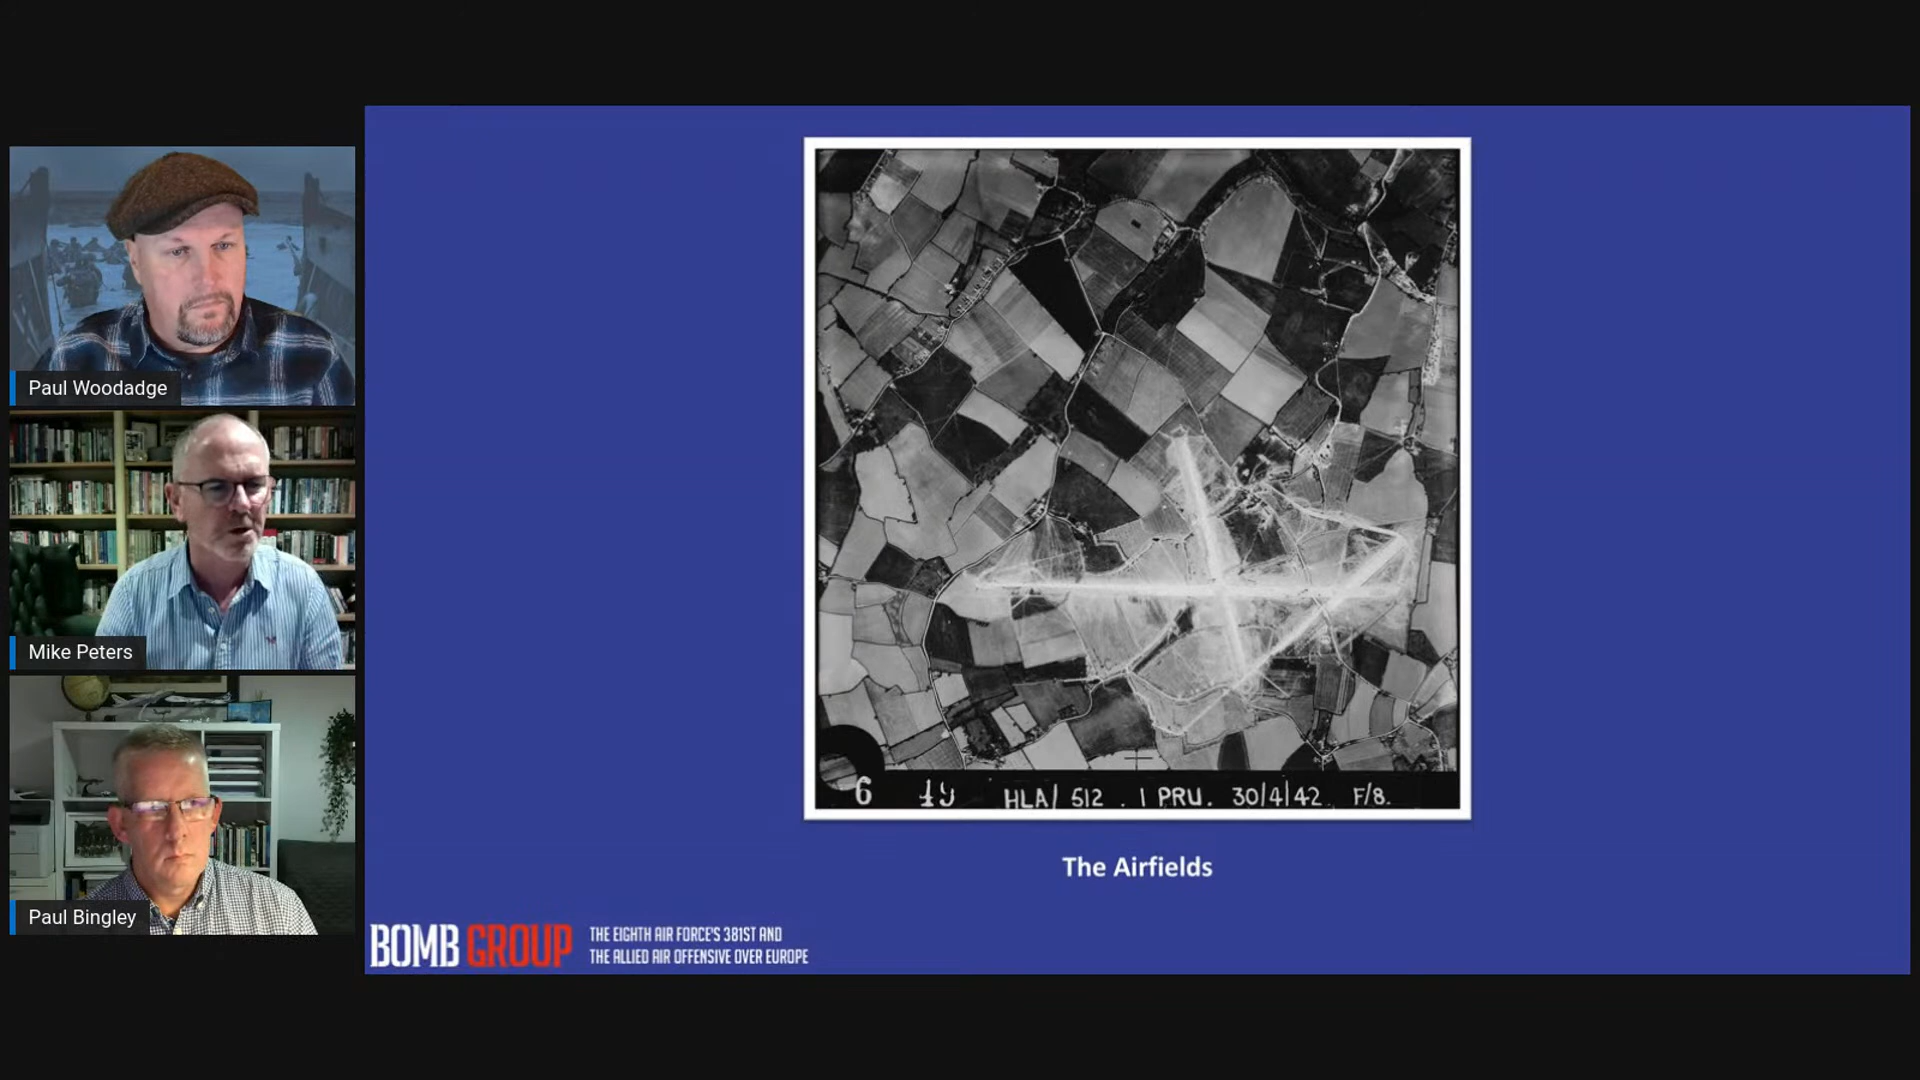 Paul Woodadge
Mike Peters
Paul Bingley
6 49 HLA/ 512 . 1 PRU. 30/4/42 F/8.
The Airfields
BOMB GROUP
THE EIGHTH AIR FORCE'S 381ST AND
THE ALLIED AIR OFFENSIVE OVER EUROPE